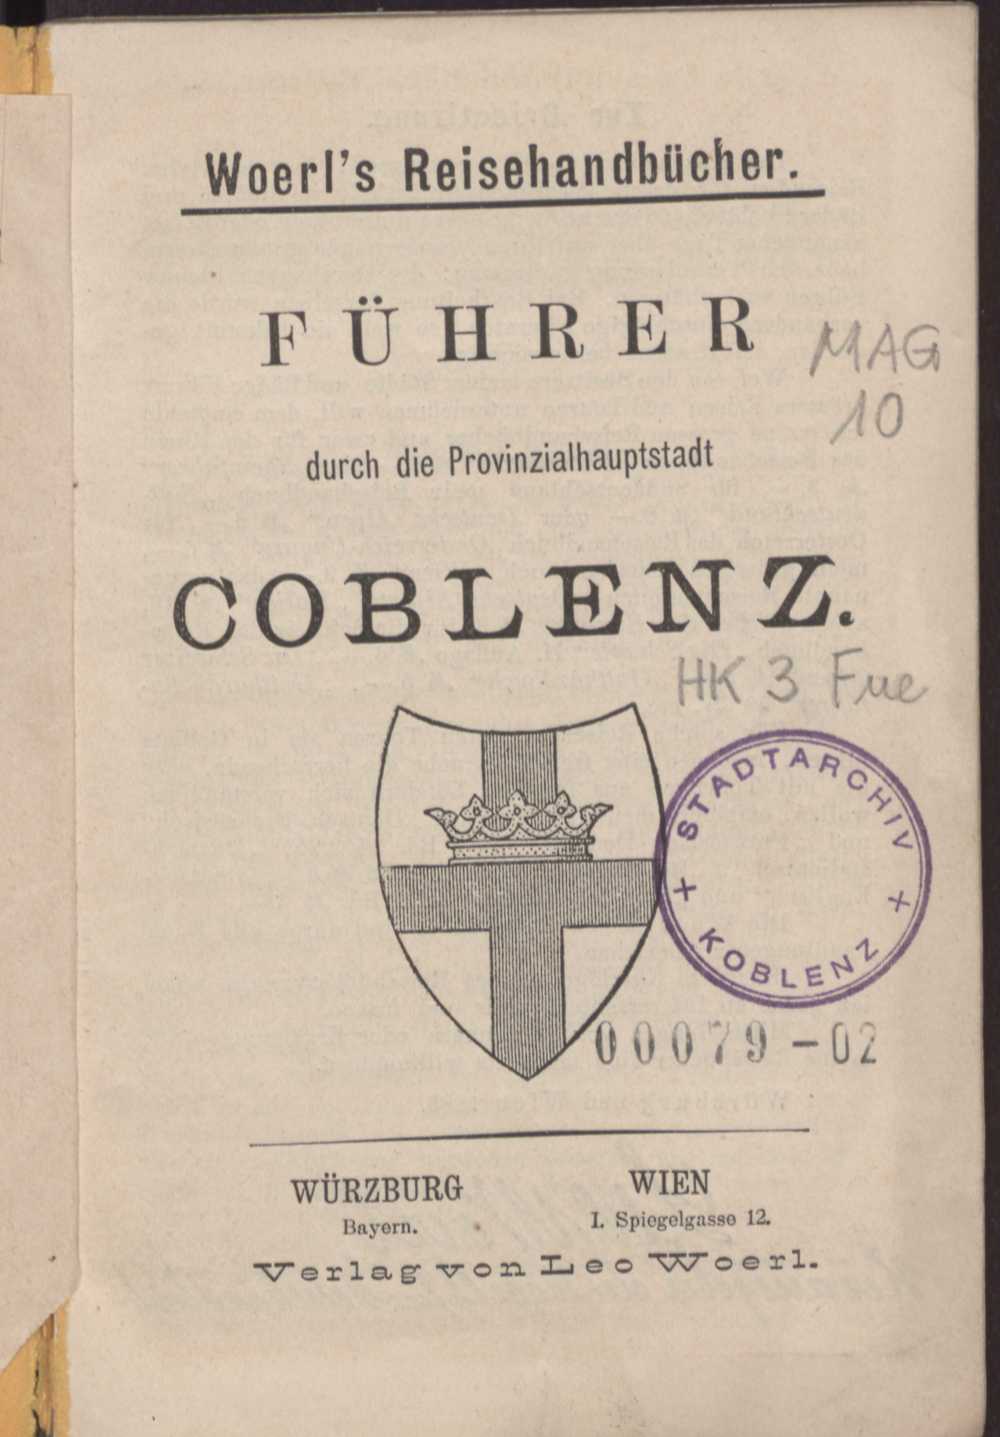 Woerl's Reisehandbücher.
FÜHRER
MAG
10
durch die Provinzialhauptstadt
COBLENZ.
HK 3 Fue
STADTARCHIV
+ KOBLENZ +
00079-02
WÜRZBURG
Bayern.
WIEN
I. Spiegelgasse 12.
Verlag von Leo Woerl.